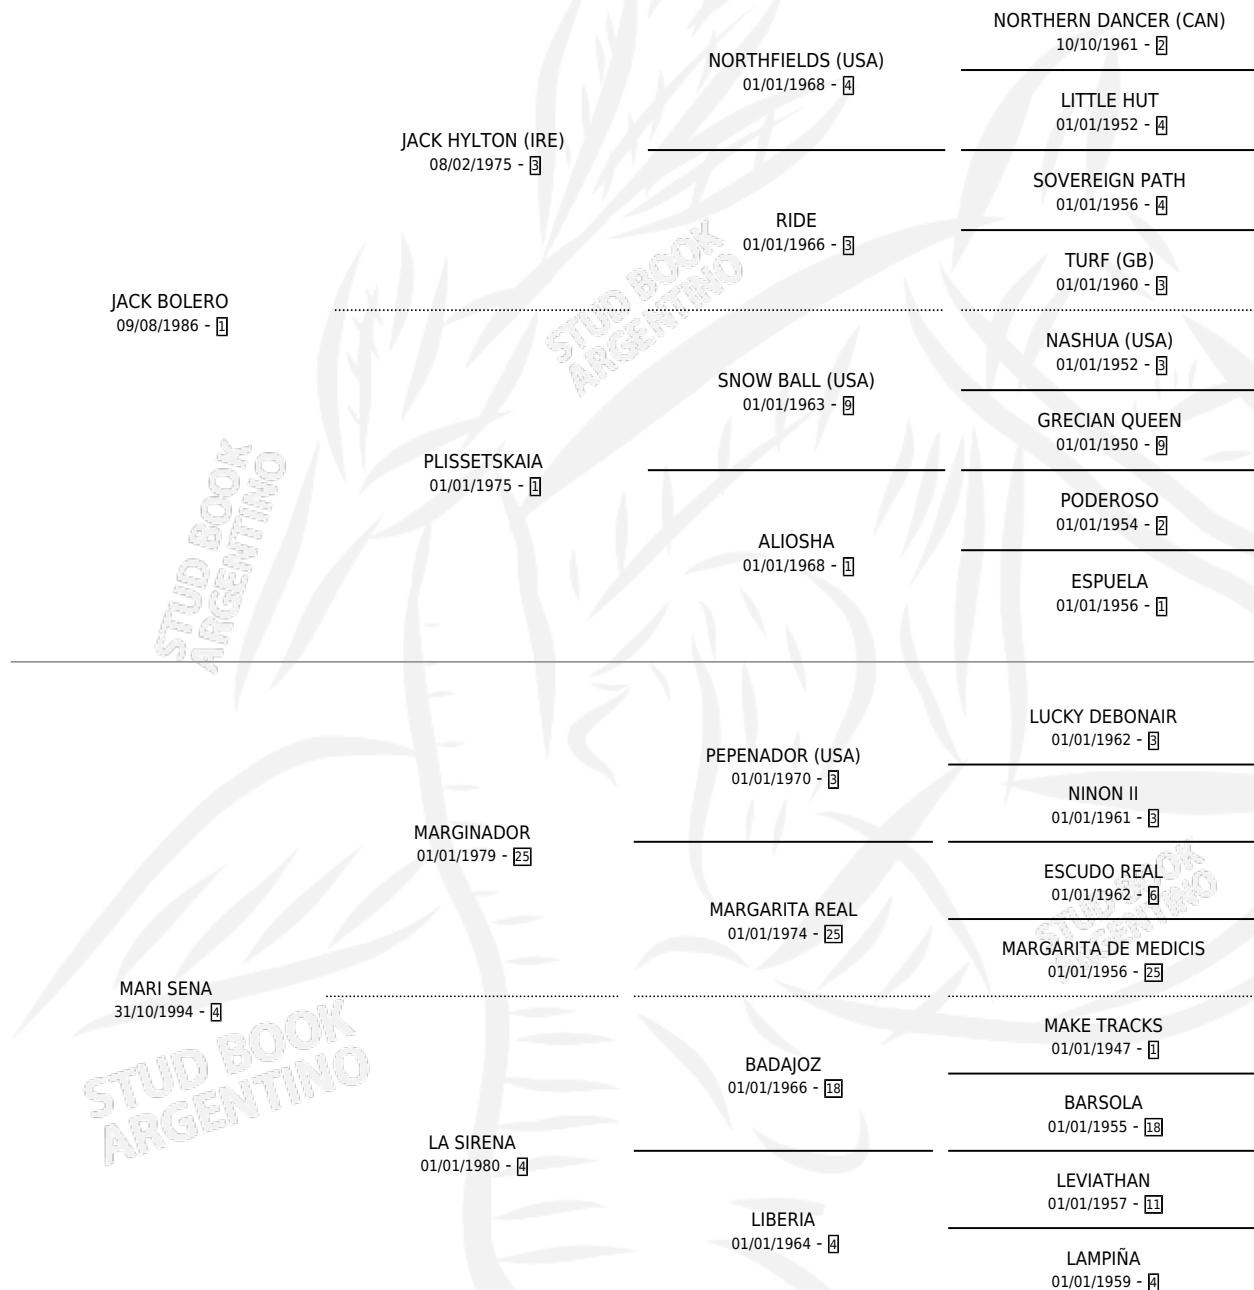 NORTHERN DANCER (CAN)
10/10/1961 - 2
NORTHFIELDS (USA)
01/01/1968 - 4
LITTLE HUT
01/01/1952 - 4
JACK HYLTON (IRE)
08/02/1975 - 3
SOVEREIGN PATH
01/01/1956 - 4
RIDE
01/01/1966 - 3
TURF (GB)
01/01/1960 - 3
JACK BOLERO
09/08/1986 - 1
NASHUA (USA)
01/01/1952 - 3
SNOW BALL (USA)
01/01/1963 - 9
GRECIAN QUEEN
01/01/1950 - 9
PLISSETSKAIA
01/01/1975 - 1
PODEROSO
01/01/1954 - 2
ALIOSHA
01/01/1968 - 1
ESPUELA
01/01/1956 - 1
LUCKY DEBONAIR
01/01/1962 - 3
PEPENADOR (USA)
01/01/1970 - 3
NINON II
01/01/1961 - 3
MARGINADOR
01/01/1979 - 25
ESCUDO REAL
01/01/1962 - 6
MARGARITA REAL
01/01/1974 - 25
MARGARITA DE MEDICIS
01/01/1956 - 25
MARI SENA
31/10/1994 - 4
MAKE TRACKS
01/01/1947 - 1
BADAJOZ
01/01/1966 - 18
BARSOLA
01/01/1955 - 18
LA SIRENA
01/01/1980 - 4
LEVIATHAN
01/01/1957 - 11
LIBERIA
01/01/1964 - 4
LAMPIÑA
01/01/1959 - 4
STUD BOOK
ARGENTINO
STUD BOOK
ARGENTINO
STUD BOOK
ARGENTINO
STUD BOOK
ARGENTINO